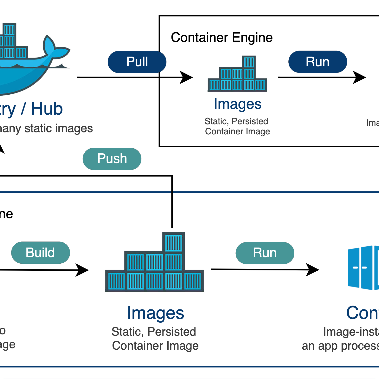 Container Engine
Pull
Run
Images
Static, Persisted
Container Image
Ima
try / Hub
many static images
Push
ne
Build
Run
Images
Static, Persisted
Container Image
Con
Image-insta
an app process
o
age